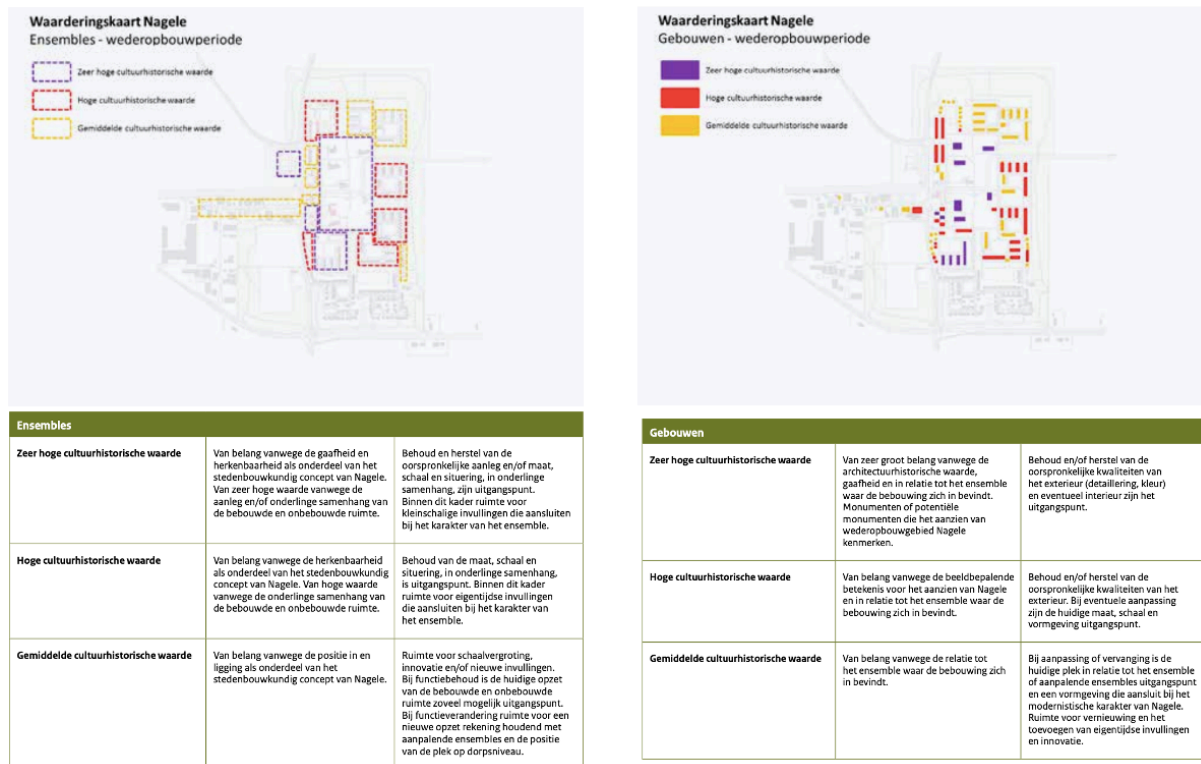 Waarderingskaart Nagele
Ensembles - wederopbouwperiode
Zeer hoge cultuurhistorische waarde
Hoge cultuurhistorische waarde
Gemiddelde cultuurhistorische waarde
Ensembles
Zeer hoge cultuurhistorische waarde
Van belang vanwege de gaafheid en
herkenbaarheid als onderdeel van het
stedenbouwkundig concept van Nagele.
Van zeer hoge waarde vanwege de
aanleg en/of onderlinge samenhang van
de bebouwde en onbebouwde ruimte.
Behoud en herstel van de
oorspronkelijke aanleg en/of maat,
schaal en situering, in onderlinge
samenhang, zijn uitgangspunt.
Binnen dit kader ruimte voor
kleinschalige invullingen die aansluiten
bij het karakter van het ensemble.
Hoge cultuurhistorische waarde
Van belang vanwege de herkenbaarheid
als onderdeel van het stedenbouwkundig
concept van Nagele. Van hoge waarde
vanwege de onderlinge samenhang van
de bebouwde en onbebouwde ruimte.
Behoud van de maat, schaal en
situering, in onderlinge samenhang,
is uitgangspunt. Binnen dit kader
ruimte voor eigentijdse invullingen
die aansluiten bij het karakter van
het ensemble.
Gemiddelde cultuurhistorische waarde
Van belang vanwege de positie in en
ligging als onderdeel van het
stedenbouwkundig concept van Nagele.
Ruimte voor schaalvergroting,
innovatie en/of nieuwe invullingen.
Bij functiebehoud is de huidige opzet
van de bebouwde en onbebouwde
ruimte zoveel mogelijk uitgangspunt.
Bij functieverandering ruimte voor een
nieuwe opzet rekening houdend met
aanpalende ensembles en de positie
van de plek op dorpsniveau.
Waarderingskaart Nagele
Gebouwen - wederopbouwperiode
Zeer hoge cultuurhistorische waarde
Hoge cultuurhistorische waarde
Gemiddelde cultuurhistorische waarde
Gebouwen
Zeer hoge cultuurhistorische waarde
Van zeer groot belang vanwege de
architectuurhistorische waarde,
gaafheid en in relatie tot het ensemble
waar de bebouwing zich in bevindt.
Monumenten of potentiële
monumenten die het aanzien van
wederopbouwgebied Nagele
kenmerken.
Behoud en/of herstel van de
oorspronkelijke kwaliteiten van
het exterieur (detaillering, kleur)
en eventueel interieur zijn het
uitgangspunt.
Hoge cultuurhistorische waarde
Van belang vanwege de beeldbepalende
betekenis voor het aanzien van Nagele
en in relatie tot het ensemble waar de
bebouwing zich in bevindt.
Behoud en/of herstel van de
oorspronkelijke kwaliteiten van het
exterieur. Bij eventuele aanpassing
zijn de huidige maat, schaal en
vormgeving uitgangspunt.
Gemiddelde cultuurhistorische waarde
Van belang vanwege de relatie tot
het ensemble waar de bebouwing zich
in bevindt.
Bij aanpassing of vervanging is de
huidige plek in relatie tot het ensemble
of aanpalende ensembles uitgangspunt
en een vormgeving die aansluit bij het
modernistische karakter van Nagele.
Ruimte voor vernieuwing en het
toevoegen van eigentijdse invullingen
en innovatie.